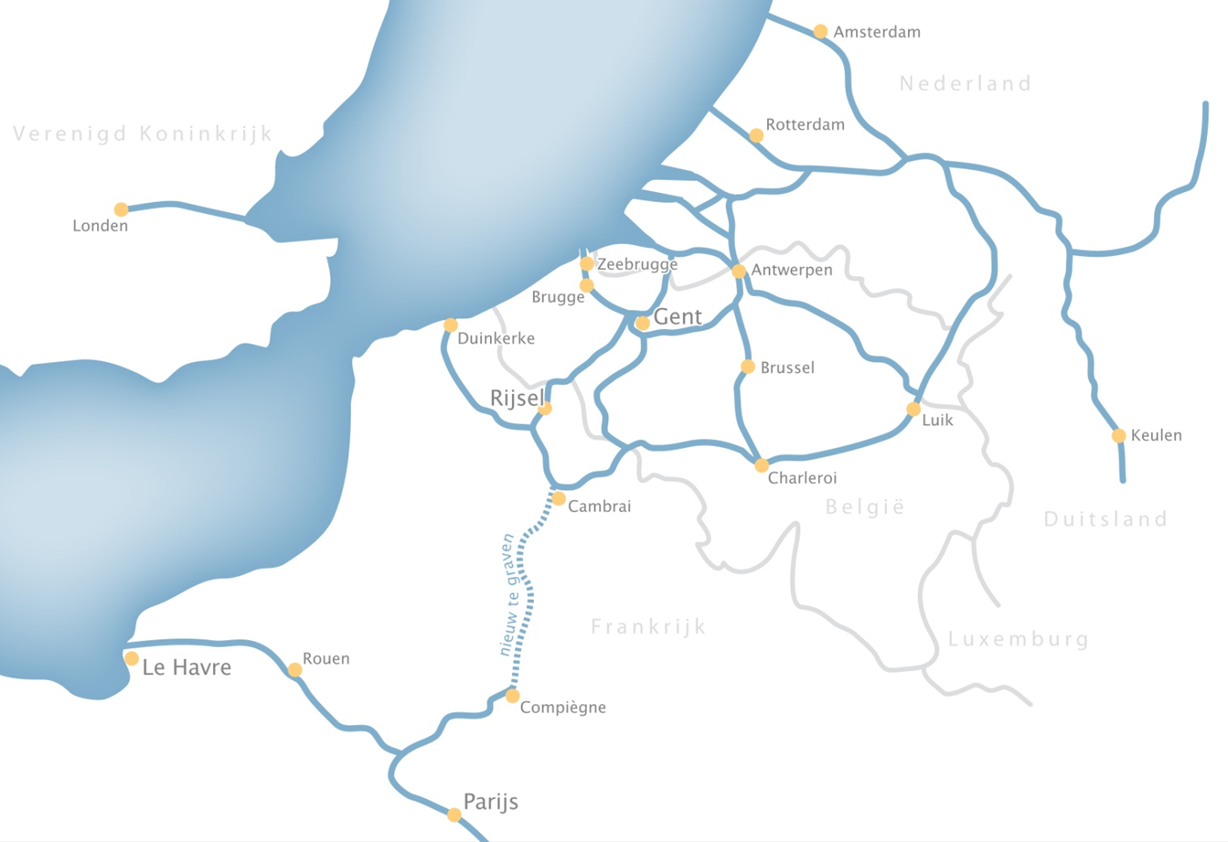 Amsterdam
Nederland
Verenigd Koninkrijk
Rotterdam
Londen
Zeebrugge
Antwerpen
Brugge
Gent
Duinkerke
Brussel
Rijsel
Luik
Keulen
Charleroi
Cambrai
België
Duitsland
nieuw te graven
Frankrijk
Luxemburg
Rouen
Le Havre
Compiègne
Parijs